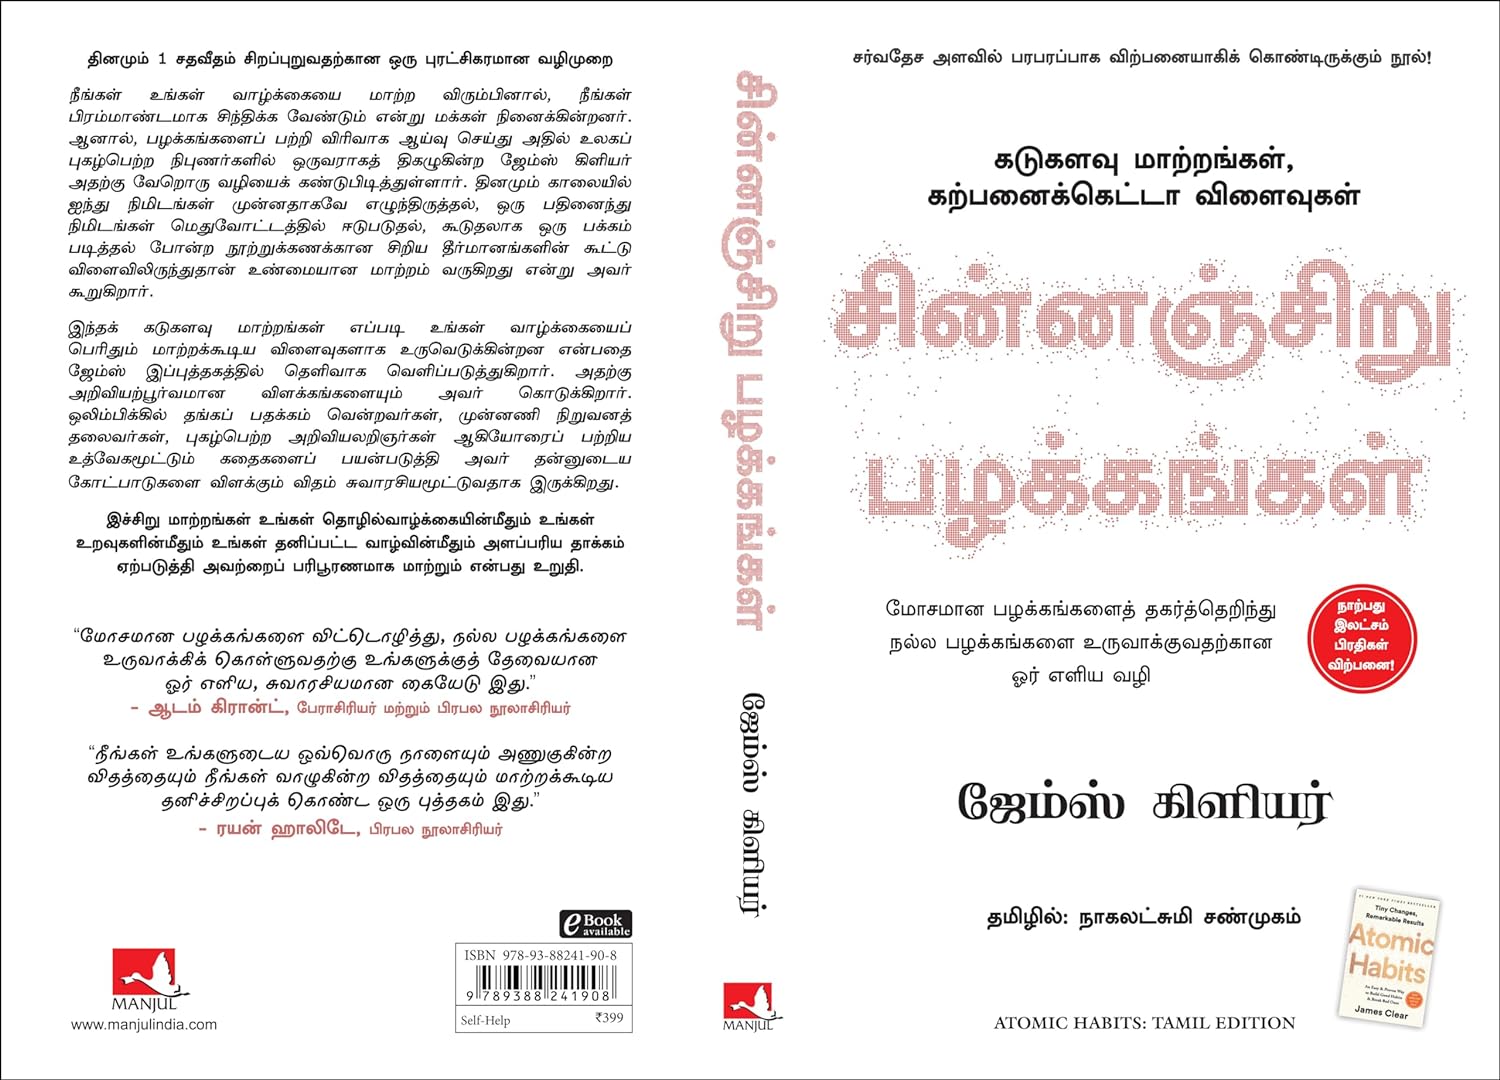 தினமும் 1 சதவீதம் சிறப்புறுவதற்கான ஒரு புரட்சிகரமான வழிமுறை
நீங்கள் உங்கள் வாழ்க்கையை மாற்ற விரும்பினால், நீங்கள்
பிரம்மாண்டமாக சிந்திக்க வேண்டும் என்று மக்கள் நினைக்கின்றனர்.
ஆனால், பழக்கங்களைப் பற்றி விரிவாக ஆய்வு செய்து அதில் உலகப்
புகழ்பெற்ற நிபுணர்களில் ஒருவராகத் திகழுகின்ற ஜேம்ஸ் கிளியர்
அதற்கு வேறொரு வழியைக் கண்டுபிடித்துள்ளார். தினமும் காலையில்
ஐந்து நிமிடங்கள் முன்னதாகவே எழுந்திருத்தல், ஒரு பதினைந்து
நிமிடங்கள் மெதுவோட்டத்தில் ஈடுபடுதல், கூடுதலாக ஒரு பக்கம்
படித்தல் போன்ற நூற்றுக்கணக்கான சிறிய தீர்மானங்களின் கூட்டு
விளைவிலிருந்துதான் உண்மையான மாற்றம் வருகிறது என்று அவர்
கூறுகிறார்.
இந்தக் கடுகளவு மாற்றங்கள் எப்படி உங்கள் வாழ்க்கையைப்
பெரிதும் மாற்றக்கூடிய விளைவுகளாக உருவெடுக்கின்றன என்பதை
ஜேம்ஸ் இப்புத்தகத்தில் தெளிவாக வெளிப்படுத்துகிறார். அதற்கு
அறிவியற்பூர்வமான விளக்கங்களையும் அவர் கொடுக்கிறார்.
ஒலிம்பிக்கில் தங்கப் பதக்கம் வென்றவர்கள், முன்னணி நிறுவனத்
தலைவர்கள், புகழ்பெற்ற அறிவியலறிஞர்கள் ஆகியோரைப் பற்றிய
உத்வேகமூட்டும் கதைகளைப் பயன்படுத்தி அவர் தன்னுடைய
கோட்பாடுகளை விளக்கும் விதம் சுவாரசியமூட்டுவதாக இருக்கிறது.
இச்சிறு மாற்றங்கள் உங்கள் தொழில்வாழ்க்கையின்மீதும் உங்கள்
உறவுகளின்மீதும் உங்கள் தனிப்பட்ட வாழ்வின்மீதும் அளப்பரிய தாக்கம்
ஏற்படுத்தி அவற்றைப் பரிபூரணமாக மாற்றும் என்பது உறுதி.
“மோசமான பழக்கங்களை விட்டொழித்து, நல்ல பழக்கங்களை
உருவாக்கிக் கொள்ளுவதற்கு உங்களுக்குத் தேவையான
ஓர் எளிய, சுவாரசியமான கையேடு இது.”
– ஆடம் கிரான்ட், பேராசிரியர் மற்றும் பிரபல நூலாசிரியர்
“நீங்கள் உங்களுடைய ஒவ்வொரு நாளையும் அணுகுகின்ற
விதத்தையும் நீங்கள் வாழுகின்ற விதத்தையும் மாற்றக்கூடிய
தனிச்சிறப்புக் கொண்ட ஒரு புத்தகம் இது.”
– ரயன் ஹாலிடே, பிரபல நூலாசிரியர்
eBook
available
ISBN 978-93-88241-90-8
9 789388 241908
Self-Help ₹399
MANJUL
www.manjulindia.com
சின்னஞ்சிறு பழக்கங்கள்
ஜேம்ஸ் கிளியர்
MANJUL
சர்வதேச அளவில் பரபரப்பாக விற்பனையாகிக் கொண்டிருக்கும் நூல்!
கடுகளவு மாற்றங்கள்,
கற்பனைக்கெட்டா விளைவுகள்
சின்னஞ்சிறு
பழக்கங்கள்
மோசமான பழக்கங்களைத் தகர்த்தெறிந்து
நல்ல பழக்கங்களை உருவாக்குவதற்கான
ஓர் எளிய வழி
நாற்பது
இலட்சம்
பிரதிகள்
விற்பனை!
ஜேம்ஸ் கிளியர்
தமிழில்: நாகலட்சுமி சண்முகம்
Tiny Changes,
Remarkable Results
Atomic
Habits
An Easy & Proven Way
to Build Good Habits
& Break Bad Ones
James Clear
ATOMIC HABITS: TAMIL EDITION